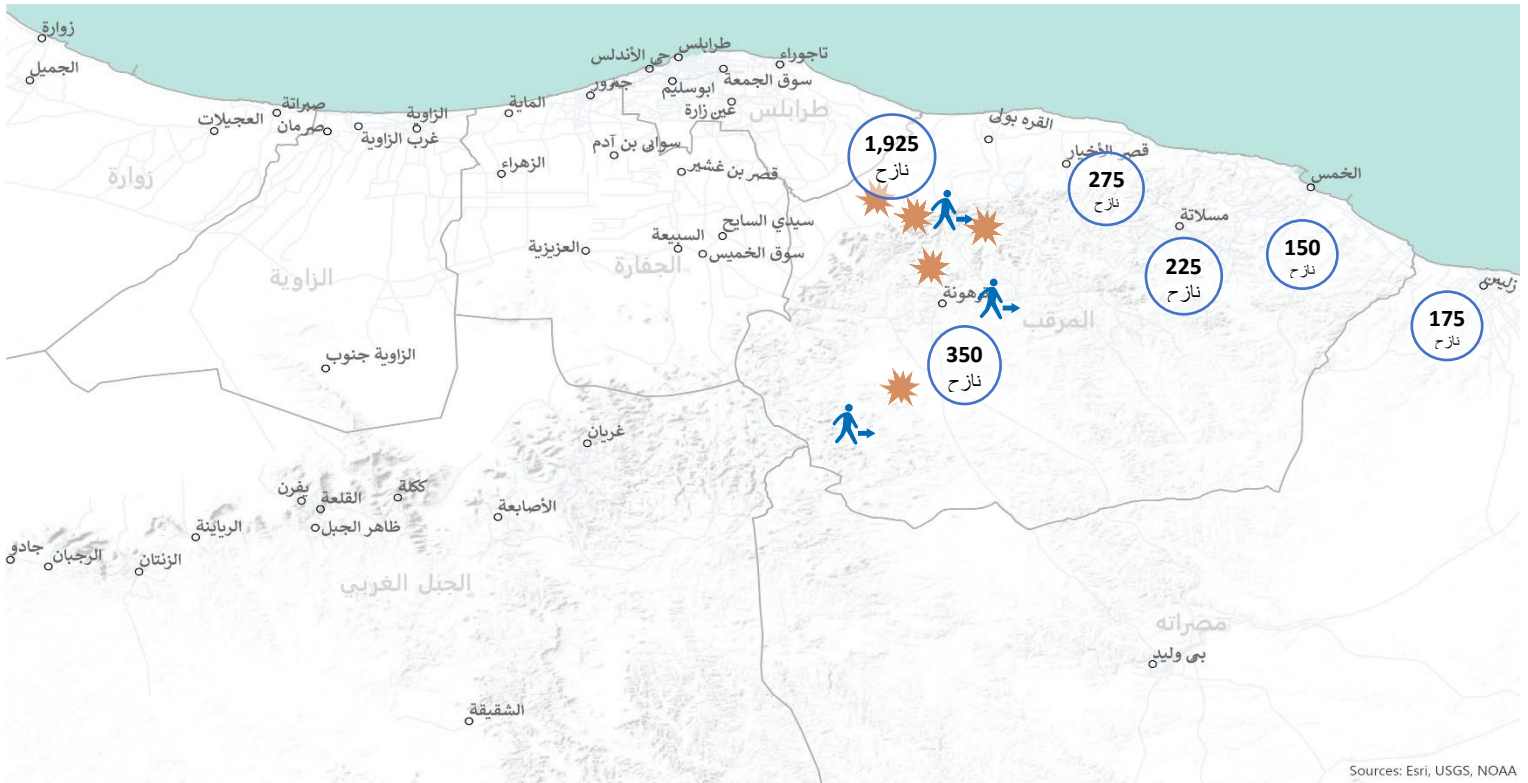 زوارة
الجميل
العجيلات
صبراتة
صرمان
الزاوية
غرب الزاوية
زوارة
الماية
جنزور
حي الأندلس
طرابلس
ابوسليم
سوق الجمعة
عين زارة
تاجوراء
طرابلس
الزهراء
سواني بن آدم
قصر بن غشير
سيدي السايح
السبيعة
سوق الخميس
العزيزية
الجفارة
الزاوية
الزاوية جنوب
1,925
نازح
القره بولي
قصر الأخيار
275
نازح
الخمس
مسلاتة
225
نازح
150
نازح
زليتن
175
نازح
المرقب
350
نازح
غريان
ككلة
يفرن
القلعة
ظاهر الجبل
الأصابعة
الرياينة
الزنتان
الرجبان
جادو
الجبل الغربي
الشقيقة
مصراته
بني وليد
Sources: Esri, USGS, NOAA